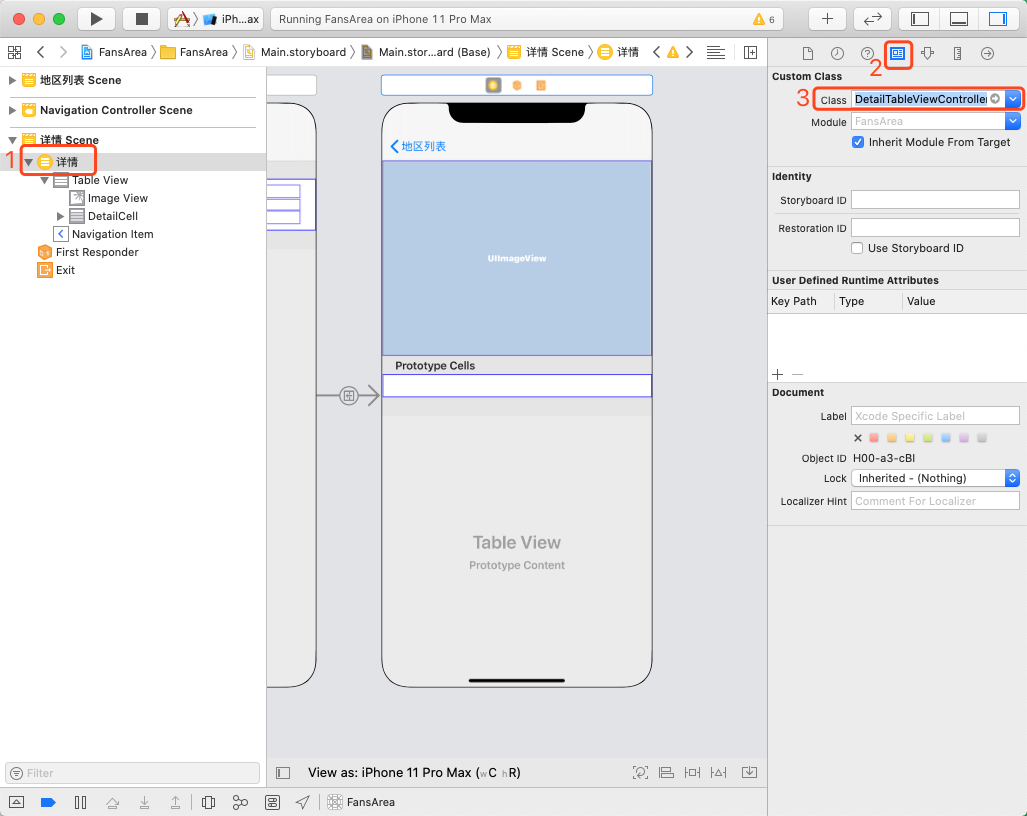 iPh...ax
Running FansArea on iPhone 11 Pro Max
6
FansArea
FansArea
Main.storyboard
Main.stor...ard (Base)
详情 Scene
详情
地区列表 Scene
Navigation Controller Scene
详情 Scene
1
详情
Table View
Image View
DetailCell
Navigation Item
First Responder
Exit
Filter
地区列表
UIImageView
Prototype Cells
Table View
Prototype Content
View as: iPhone 11 Pro Max (wC hR)
FansArea
2
Custom Class
3
Class DetailTableViewController
Module FansArea
Inherit Module From Target
Identity
Storyboard ID
Restoration ID
Use Storyboard ID
User Defined Runtime Attributes
Key Path Type Value
Document
Label Xcode Specific Label
Object ID H00-a3-cBI
Lock Inherited - (Nothing)
Localizer Hint Comment For Localizer